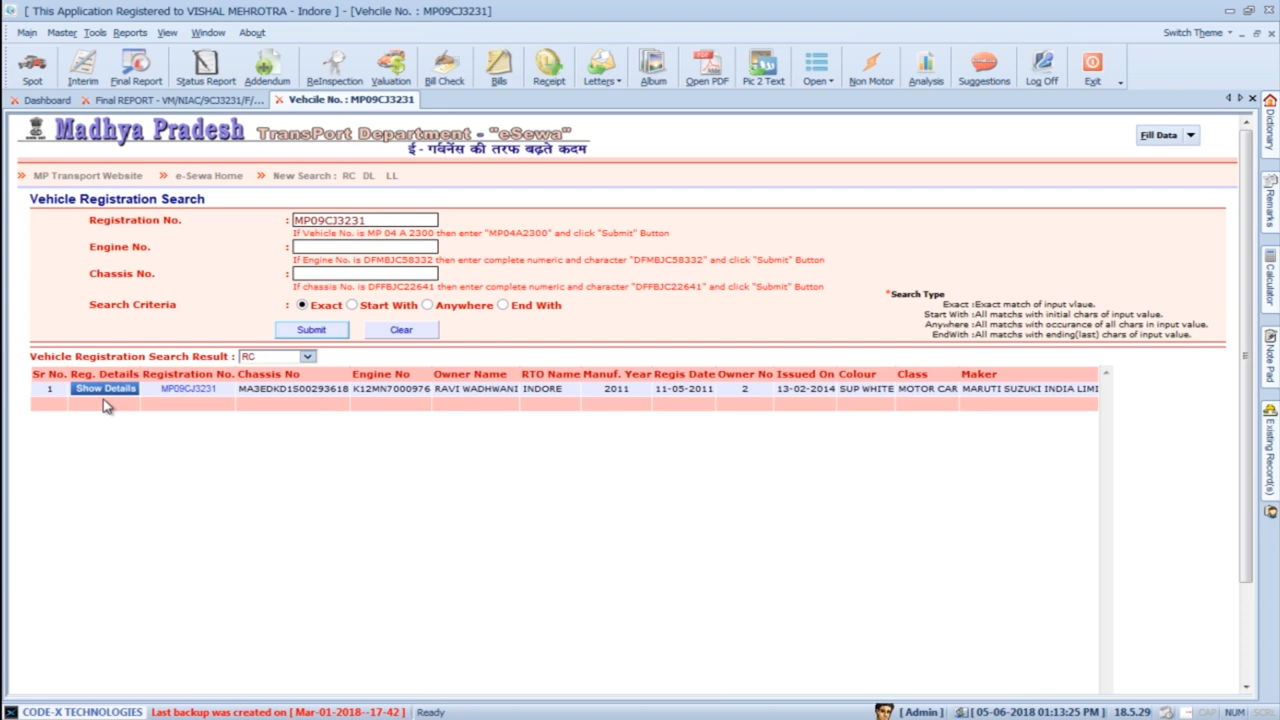 [ This Application Registered to VISHAL MEHROTRA - Indore ] - [Vehcile No. : MP09CJ3231]
Main Master Tools Reports View Window About Switch Theme
Spot Interim Final Report Status Report Addendum ReInspection Valuation Bill Check Bills Receipt Letters Album Open PDF Pic 2 Text Open Non Motor Analysis Suggestions Log Off Exit
Dashboard Final REPORT - VM/NIAC/9CJ3231/F/... Vehcile No. : MP09CJ3231
Madhya Pradesh TransPort Department - "eSewa"
ई - गर्वनेंस की तरफ बढ़ते कदम
Fill Data
MP Transport Website e-Sewa Home New Search : RC DL LL
Vehicle Registration Search
Registration No. : MP09CJ3231
If Vehicle No. is MP 04 A 2300 then enter "MP04A2300" and click "Submit" Button
Engine No. :
If Engine No. is DFMBJC58332 then enter complete numeric and character "DFMBJC58332" and click "Submit" Button
Chassis No. :
If chassis No. is DFFBJC22641 then enter complete numeric and character "DFFBJC22641" and click "Submit" Button
Search Criteria : Exact Start With Anywhere End With
*Search Type
Exact :Exact match of input vlaue.
Start With :All matchs with initial chars of input value.
Anywhere :All matchs with occurance of all chars in input value.
EndWith :All matchs with ending(last) chars of input value.
Submit Clear
Vehicle Registration Search Result : RC
Sr No. Reg. Details Registration No. Chassis No Engine No Owner Name RTO Name Manuf. Year Regis Date Owner No Issued On Colour Class Maker
1 Show Details MP09CJ3231 MA3EDKD1S00293618 K12MN7000976 RAVI WADHWANI INDORE 2011 11-05-2011 2 13-02-2014 SUP WHITE MOTOR CAR MARUTI SUZUKI INDIA LIMI
Dictionary
Remarks
Calculator
Note Pad
Existing Record(s)
CODE-X TECHNOLOGIES Last backup was created on [ Mar-01-2018--17-42 ] Ready [ Admin ] [ 05-06-2018 01:13:25 PM ] 18.5.29 CAP NUM SCRL